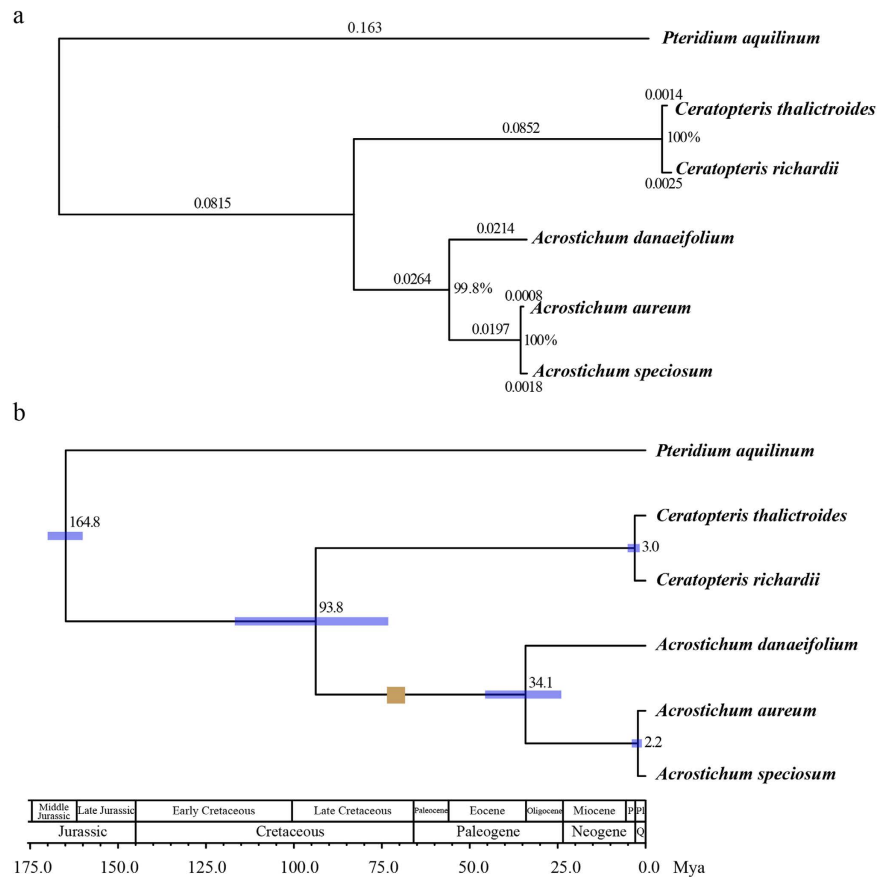 a
0.163
Pteridium aquilinum
0.0014
Ceratopteris thalictroides
0.0852
100%
Ceratopteris richardii
0.0025
0.0815
0.0214
Acrostichum danaeifolium
0.0264
99.8%
0.0008
Acrostichum aureum
0.0197
100%
Acrostichum speciosum
0.0018
b
Pteridium aquilinum
164.8
Ceratopteris thalictroides
3.0
Ceratopteris richardii
93.8
Acrostichum danaeifolium
34.1
Acrostichum aureum
2.2
Acrostichum speciosum
Middle Jurassic Late Jurassic Early Cretaceous Late Cretaceous Paleocene Eocene Oligocene Miocene P Pl
Jurassic Cretaceous Paleogene Neogene Q
175.0 150.0 125.0 100.0 75.0 50.0 25.0 0.0 Mya